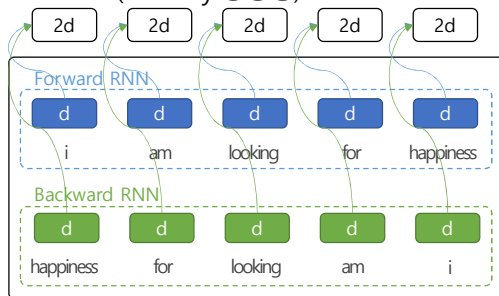 2d 2d 2d 2d 2d
Forward RNN
d d d d d
i am looking for happiness
Backward RNN
d d d d d
happiness for looking am i